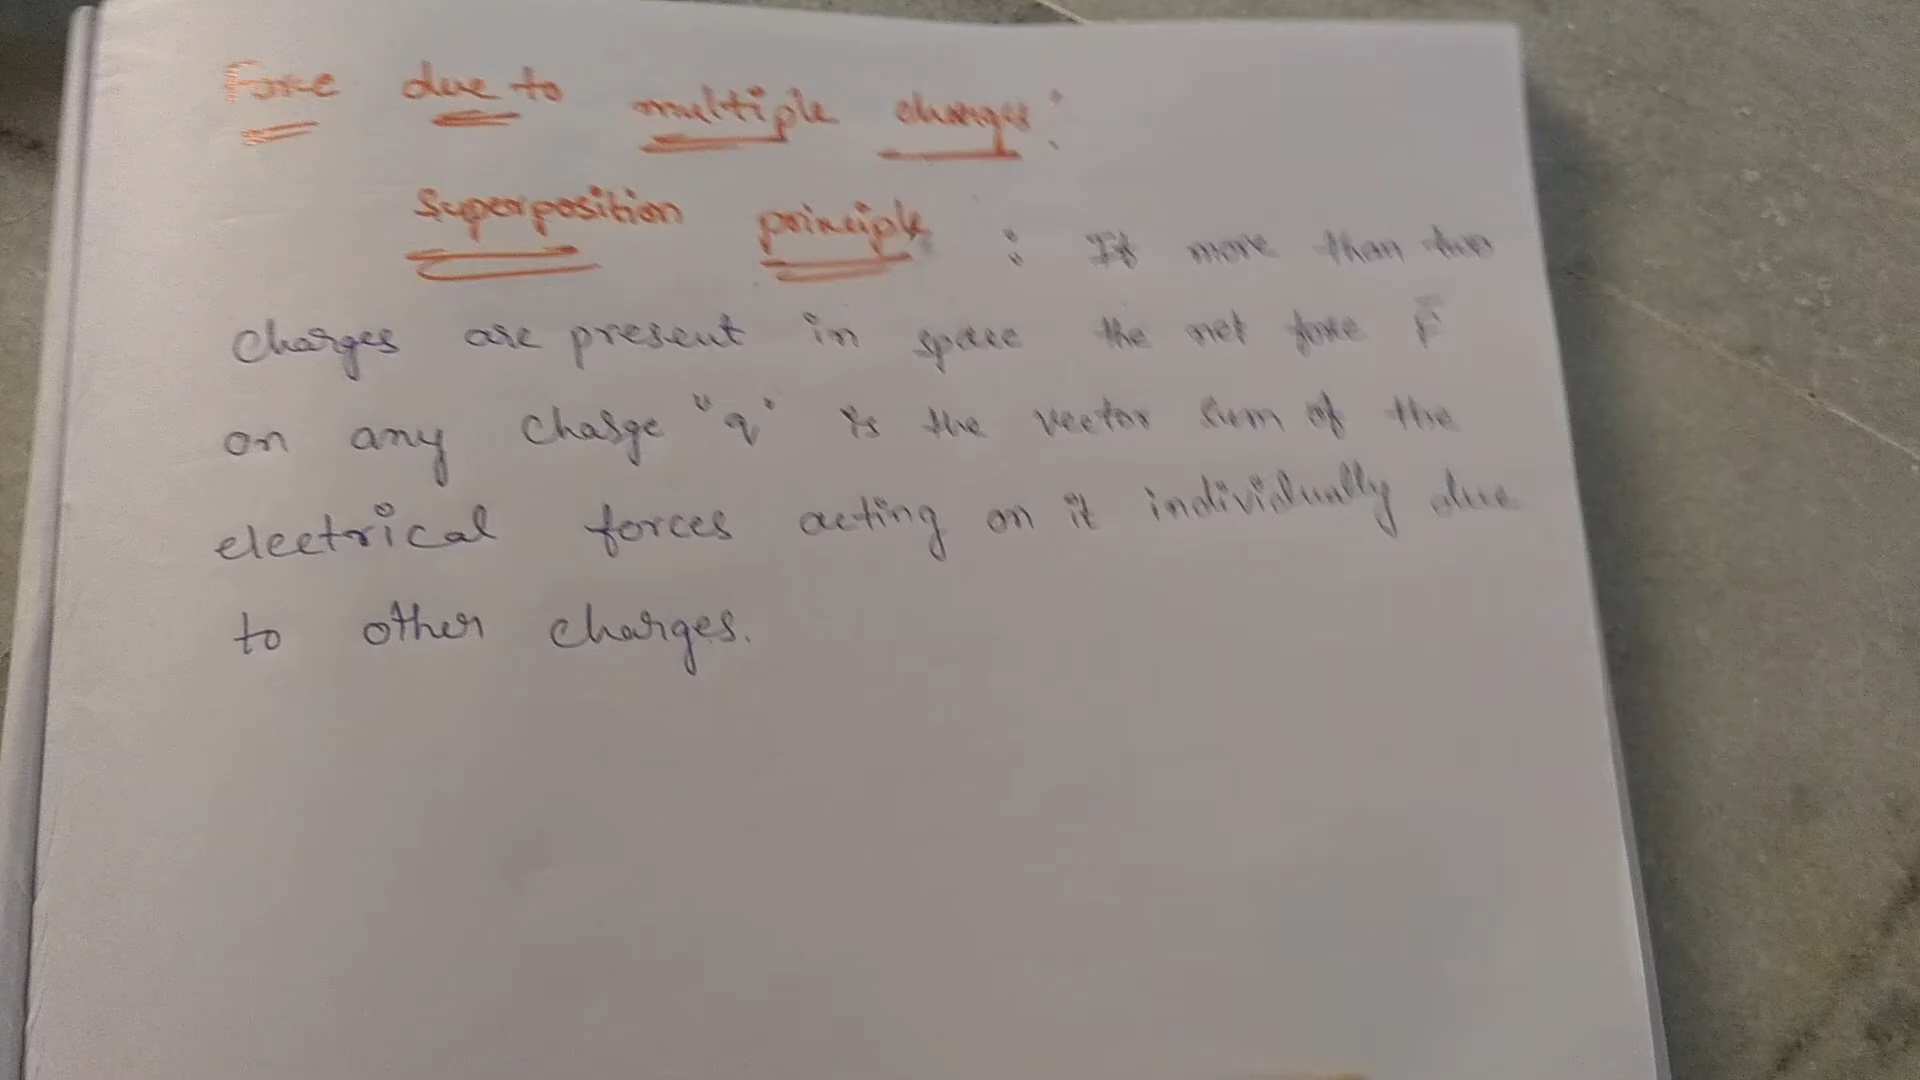 Force due to multiple charges:
Superposition principle : If more than two
charges are present in space the net force F̄
on any charge "q" is the vector sum of the
electrical forces acting on it individually due
to other charges.